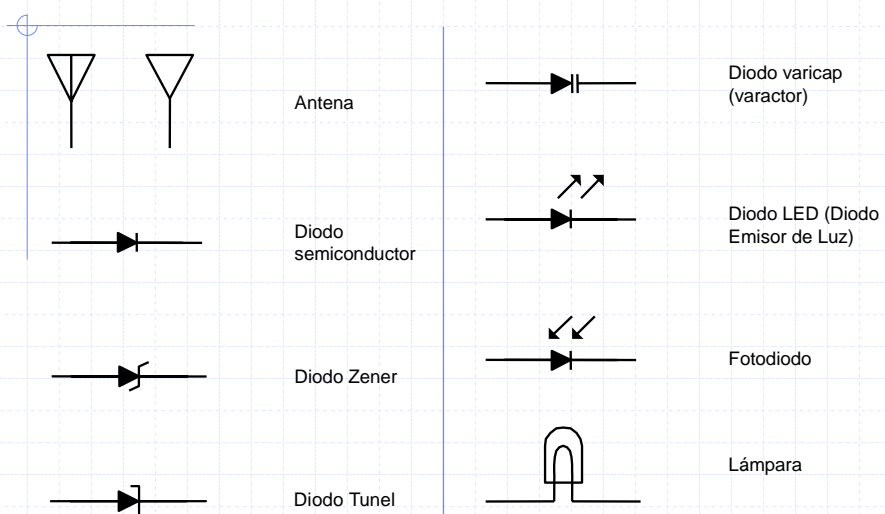 Antena
Diodo
semiconductor
Diodo Zener
Diodo Tunel
Diodo varicap
(varactor)
Diodo LED (Diodo
Emisor de Luz)
Fotodiodo
Lámpara